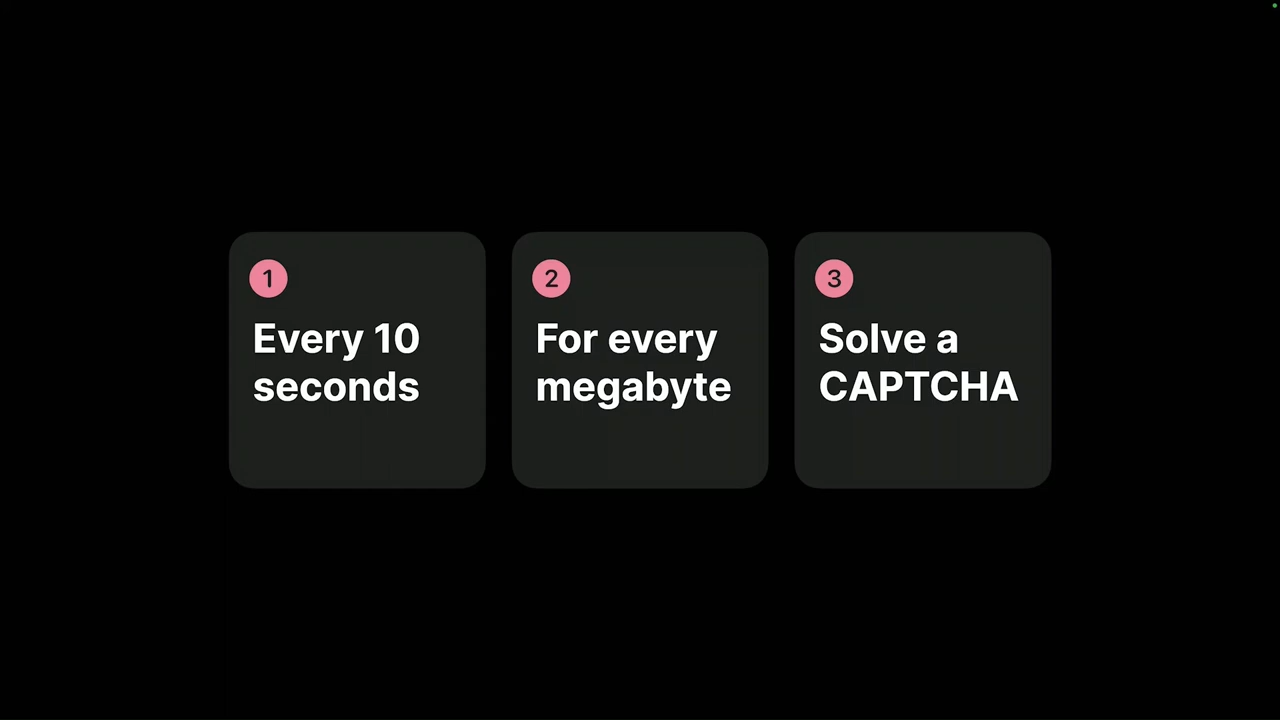 1
Every 10
seconds
2
For every
megabyte
3
Solve a
CAPTCHA